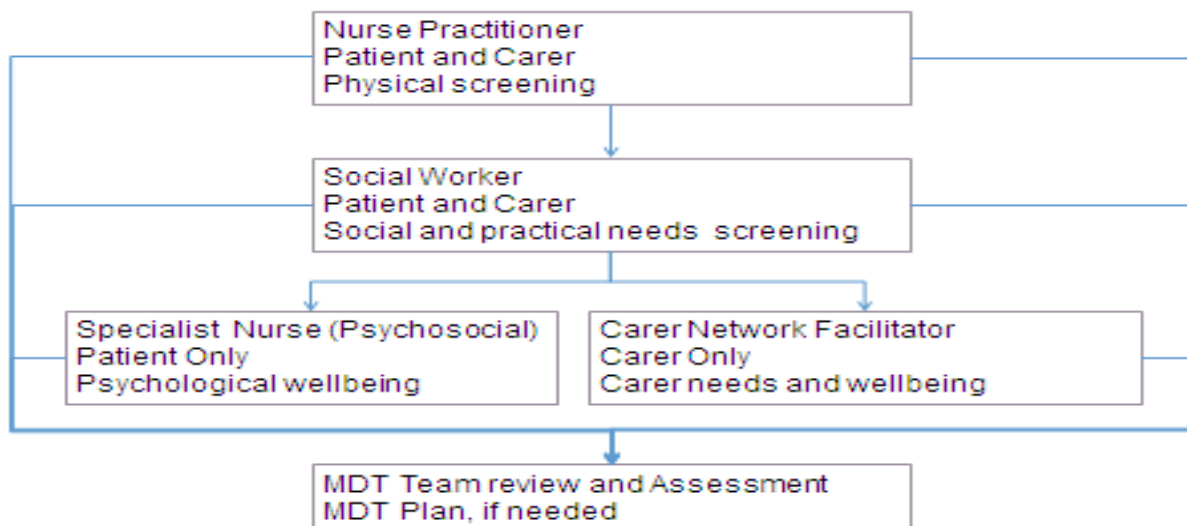 Nurse Practitioner
Patient and Carer
Physical screening
Social Worker
Patient and Carer
Social and practical needs screening
Specialist Nurse (Psychosocial)
Patient Only
Psychological wellbeing
Carer Network Facilitator
Carer Only
Carer needs and wellbeing
MDT Team review and Assessment
MDT Plan, if needed